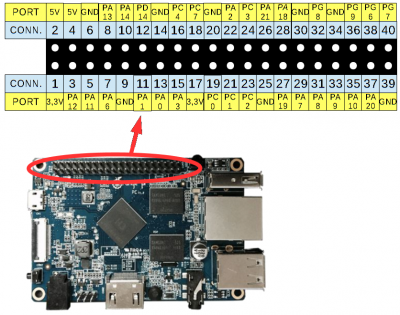 PORT 5V 5V GND PA 13 PA 14 PD 14 GND PC 4 PC 7 GND PA 2 PC 3 PA 21 PA 18 GND PG 8 GND PG 9 PG 6 PG 7
CONN. 2 4 6 8 10 12 14 16 18 20 22 24 26 28 30 32 34 36 38 40
CONN. 1 3 5 7 9 11 13 15 17 19 21 23 25 27 29 31 33 35 37 39
PORT 3,3V PA 12 PA 11 PA 6 GND PA 1 PA 0 PA 3 3,3V PC 0 PC 1 PC 2 GND PA 19 PA 7 PA 8 PA 9 PA 10 PA 20 GND